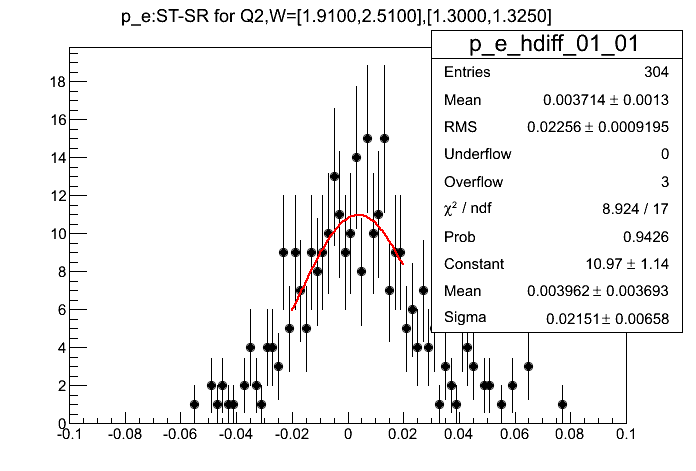 p_e:ST-SR for Q2,W=[1.9100,2.5100],[1.3000,1.3250]
p_e_hdiff_01_01
Entries 304
Mean 0.003714 ± 0.0013
RMS 0.02256 ± 0.0009195
Underflow 0
Overflow 3
χ² / ndf 8.924 / 17
Prob 0.9426
Constant 10.97 ± 1.14
Mean 0.003962 ± 0.003693
Sigma 0.02151 ± 0.00658
18
16
14
12
10
8
6
4
2
0
-0.1 -0.08 -0.06 -0.04 -0.02 0 0.02 0.04 0.06 0.08 0.1